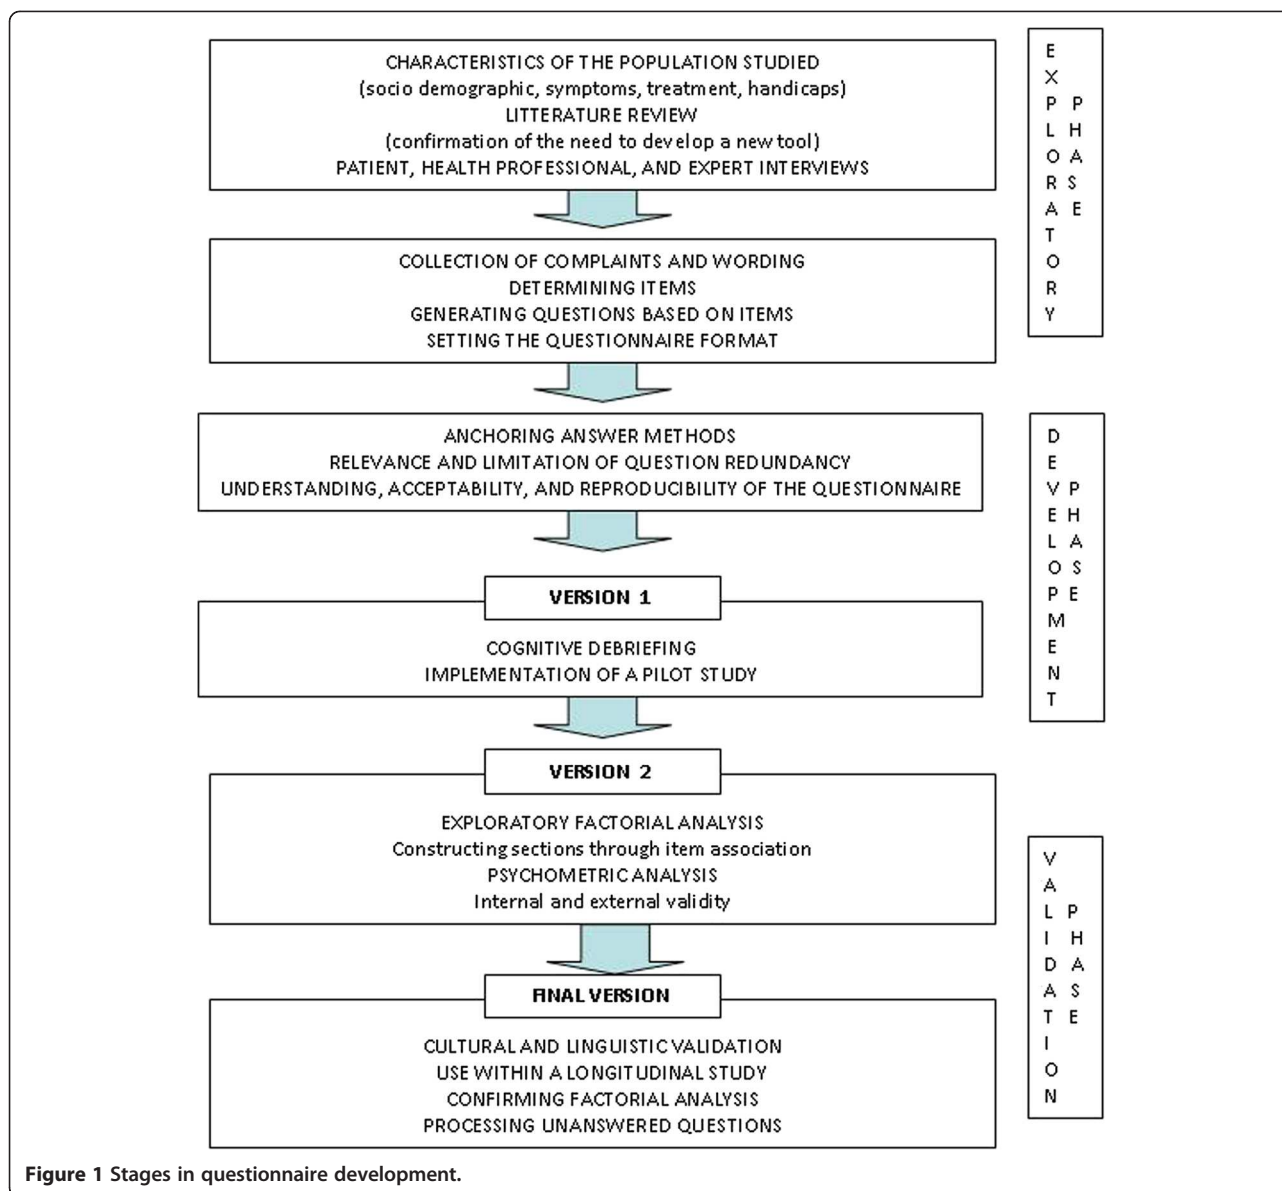 CHARACTERISTICS OF THE POPULATION STUDIED
(socio demographic, symptoms, treatment, handicaps)
LITTERATURE REVIEW
(confirmation of the need to develop a new tool)
PATIENT, HEALTH PROFESSIONAL, AND EXPERT INTERVIEWS
COLLECTION OF COMPLAINTS AND WORDING
DETERMINING ITEMS
GENERATING QUESTIONS BASED ON ITEMS
SETTING THE QUESTIONNAIRE FORMAT
EXPLORATORY
PHASE
ANCHORING ANSWER METHODS
RELEVANCE AND LIMITATION OF QUESTION REDUNDANCY
UNDERSTANDING, ACCEPTABILITY, AND REPRODUCIBILITY OF THE QUESTIONNAIRE
VERSION 1
COGNITIVE DEBRIEFING
IMPLEMENTATION OF A PILOT STUDY
DEVELOPMENT
PHASE
VERSION 2
EXPLORATORY FACTORIAL ANALYSIS
Constructing sections through item association
PSYCHOMETRIC ANALYSIS
Internal and external validity
FINAL VERSION
CULTURAL AND LINGUISTIC VALIDATION
USE WITHIN A LONGITUDINAL STUDY
CONFIRMING FACTORIAL ANALYSIS
PROCESSING UNANSWERED QUESTIONS
VALIDATION
PHASE
Figure 1 Stages in questionnaire development.